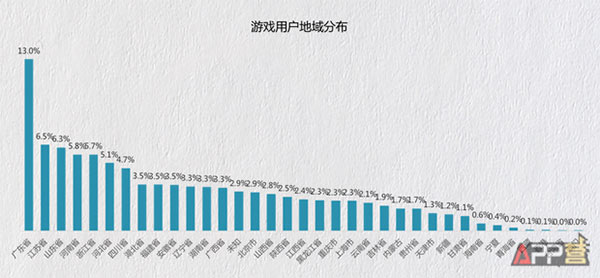 游戏用户地域分布
13.0%
6.5%
6.3%
5.8%
5.7%
5.1%
4.7%
3.5%
3.5%
3.5%
3.3%
3.3%
3.3%
2.9%
2.9%
2.8%
2.5%
2.4%
2.3%
2.3%
2.3%
2.1%
1.9%
1.7%
1.7%
1.3%
1.2%
1.1%
0.6%
0.4%
0.2%
0.1%
0.1%
0.0%
0.0%
广东省
江苏省
山东省
河南省
浙江省
河北省
四川省
湖北省
福建省
安徽省
辽宁省
湖南省
广西省
未知
北京市
山西省
陕西省
江西省
黑龙江省
重庆市
上海市
云南省
吉林省
内蒙古
贵州省
天津市
新疆
甘肃省
海南省
宁夏
青海省
APP营